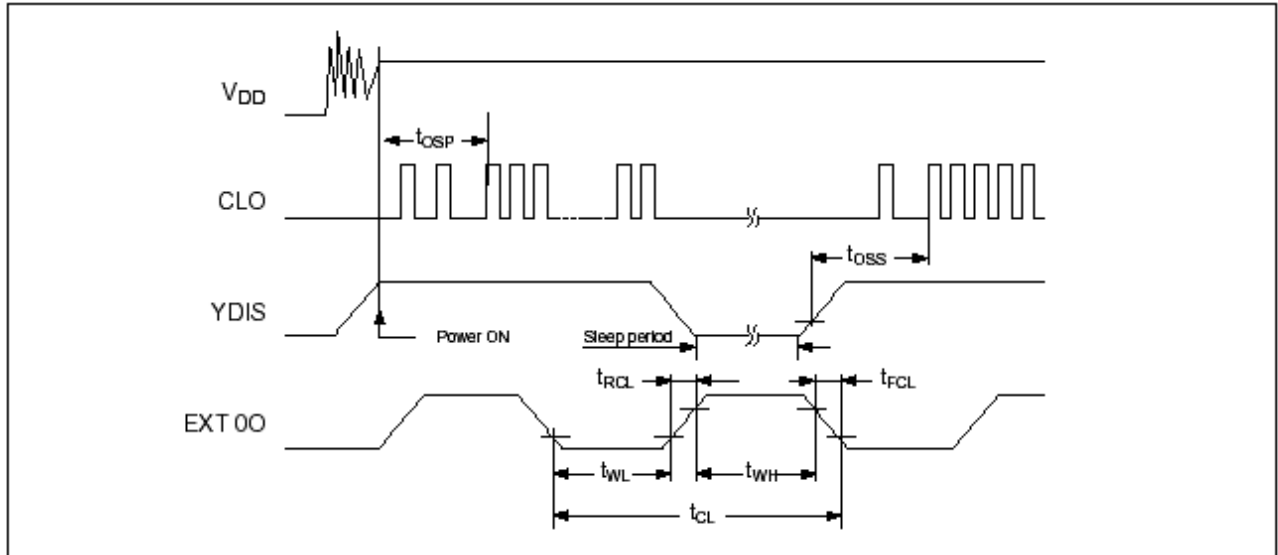 VDD
tOSP
CLO
tOSS
YDIS
Power ON
Sleep period
tRCL
tFCL
EXT 0O
tWL
tWH
tCL